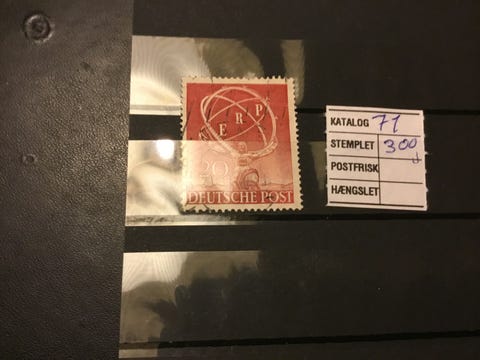 ERP
20
DEUTSCHE POST
KATALOG 71
STEMPLET 300
POSTFRISK
HÆNGSLET